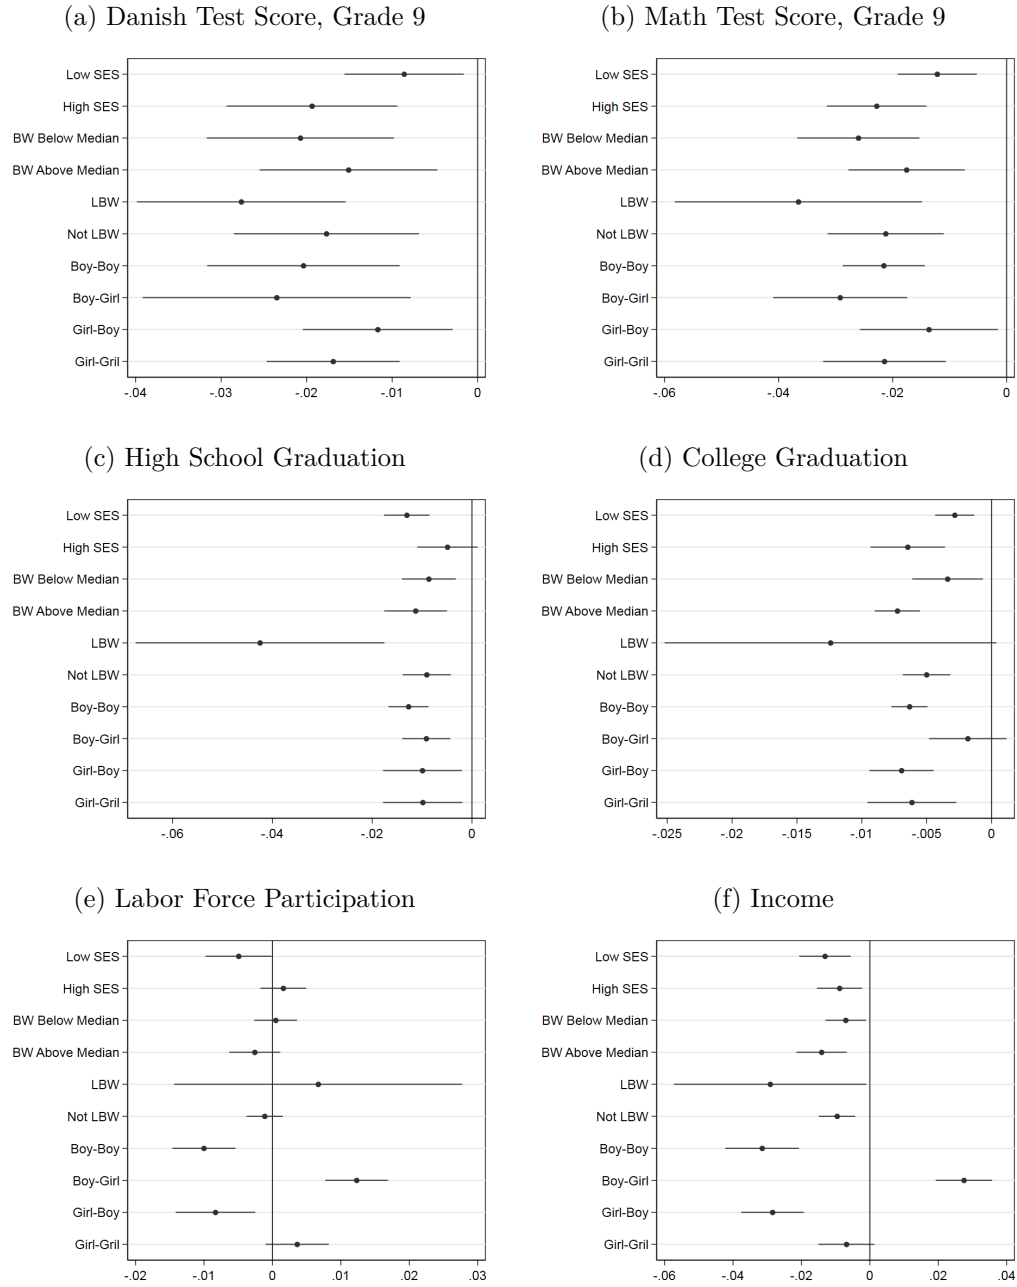 (a) Danish Test Score, Grade 9
Low SES
High SES
BW Below Median
BW Above Median
LBW
Not LBW
Boy-Boy
Boy-Girl
Girl-Boy
Girl-Gril
-.04 -.03 -.02 -.01 0
(b) Math Test Score, Grade 9
Low SES
High SES
BW Below Median
BW Above Median
LBW
Not LBW
Boy-Boy
Boy-Girl
Girl-Boy
Girl-Gril
-.06 -.04 -.02 0
(c) High School Graduation
Low SES
High SES
BW Below Median
BW Above Median
LBW
Not LBW
Boy-Boy
Boy-Girl
Girl-Boy
Girl-Gril
-.06 -.04 -.02 0
(d) College Graduation
Low SES
High SES
BW Below Median
BW Above Median
LBW
Not LBW
Boy-Boy
Boy-Girl
Girl-Boy
Girl-Gril
-.025 -.02 -.015 -.01 -.005 0
(e) Labor Force Participation
Low SES
High SES
BW Below Median
BW Above Median
LBW
Not LBW
Boy-Boy
Boy-Girl
Girl-Boy
Girl-Gril
-.02 -.01 0 .01 .02 .03
(f) Income
Low SES
High SES
BW Below Median
BW Above Median
LBW
Not LBW
Boy-Boy
Boy-Girl
Girl-Boy
Girl-Gril
-.06 -.04 -.02 0 .02 .04